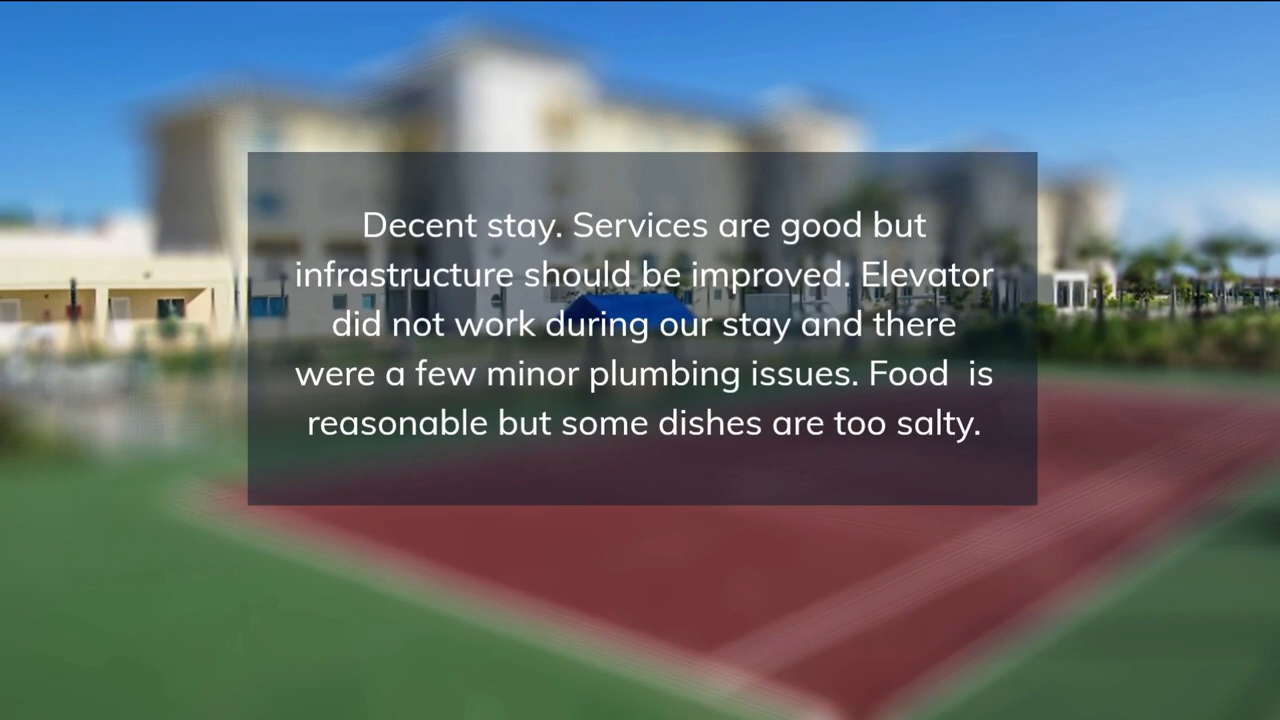 Decent stay. Services are good but
infrastructure should be improved. Elevator
did not work during our stay and there
were a few minor plumbing issues. Food  is
reasonable but some dishes are too salty.